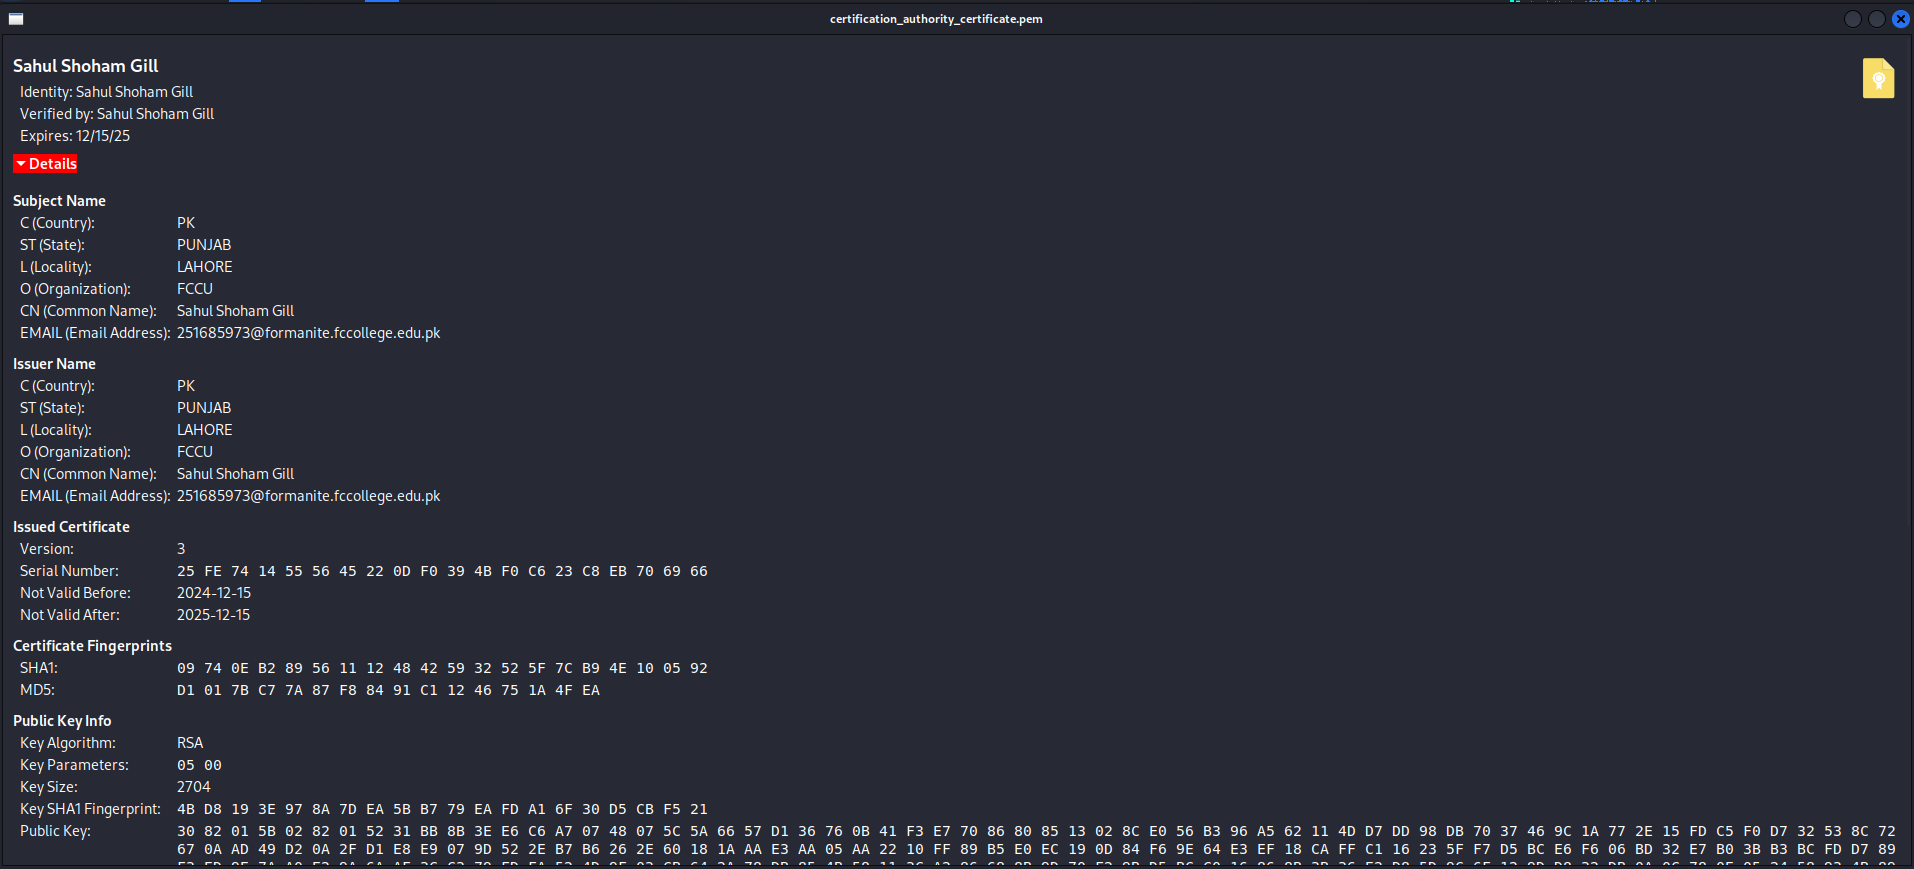 certification_authority_certificate.pem
Sahul Shoham Gill
Identity: Sahul Shoham Gill
Verified by: Sahul Shoham Gill
Expires: 12/15/25
Details
Subject Name
C (Country): PK
ST (State): PUNJAB
L (Locality): LAHORE
O (Organization): FCCU
CN (Common Name): Sahul Shoham Gill
EMAIL (Email Address): 251685973@formanite.fccollege.edu.pk
Issuer Name
C (Country): PK
ST (State): PUNJAB
L (Locality): LAHORE
O (Organization): FCCU
CN (Common Name): Sahul Shoham Gill
EMAIL (Email Address): 251685973@formanite.fccollege.edu.pk
Issued Certificate
Version: 3
Serial Number: 25 FE 74 14 55 56 45 22 0D F0 39 4B F0 C6 23 C8 EB 70 69 66
Not Valid Before: 2024-12-15
Not Valid After: 2025-12-15
Certificate Fingerprints
SHA1: 09 74 0E B2 89 56 11 12 48 42 59 32 52 5F 7C B9 4E 10 05 92
MD5: D1 01 7B C7 7A 87 F8 84 91 C1 12 46 75 1A 4F EA
Public Key Info
Key Algorithm: RSA
Key Parameters: 05 00
Key Size: 2704
Key SHA1 Fingerprint: 4B D8 19 3E 97 8A 7D EA 5B B7 79 EA FD A1 6F 30 D5 CB F5 21
Public Key: 30 82 01 5B 02 82 01 52 31 BB 8B 3E E6 C6 A7 07 48 07 5C 5A 66 57 D1 36 76 0B 41 F3 E7 70 86 80 85 13 02 8C E0 56 B3 96 A5 62 11 4D D7 DD 98 DB 70 37 46 9C 1A 77 2E 15 FD C5 F0 D7 32 53 8C 72
67 0A AD 49 D2 0A 2F D1 E8 E9 07 9D 52 2E B7 B6 26 2E 60 18 1A AA E3 AA 05 AA 22 10 FF 89 B5 E0 EC 19 0D 84 F6 9E 64 E3 EF 18 CA FF C1 16 23 5F F7 D5 BC E6 F6 06 BD 32 E7 B0 3B B3 BC FD D7 89